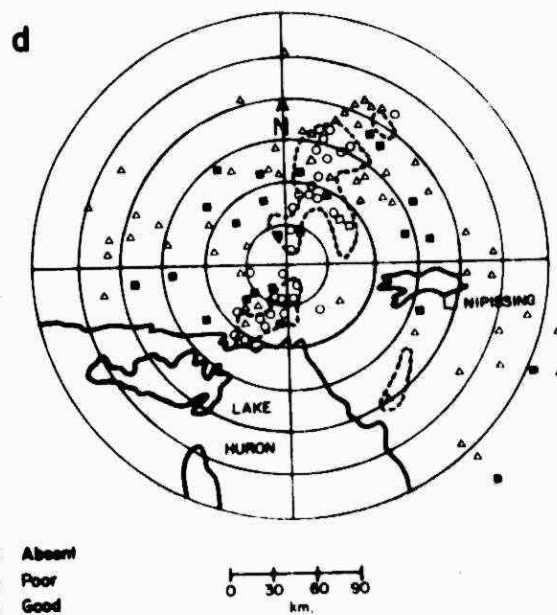 d
N
NIPISSING
LAKE
HURON
Absent
Poor
Good
0 30 60 90
km.